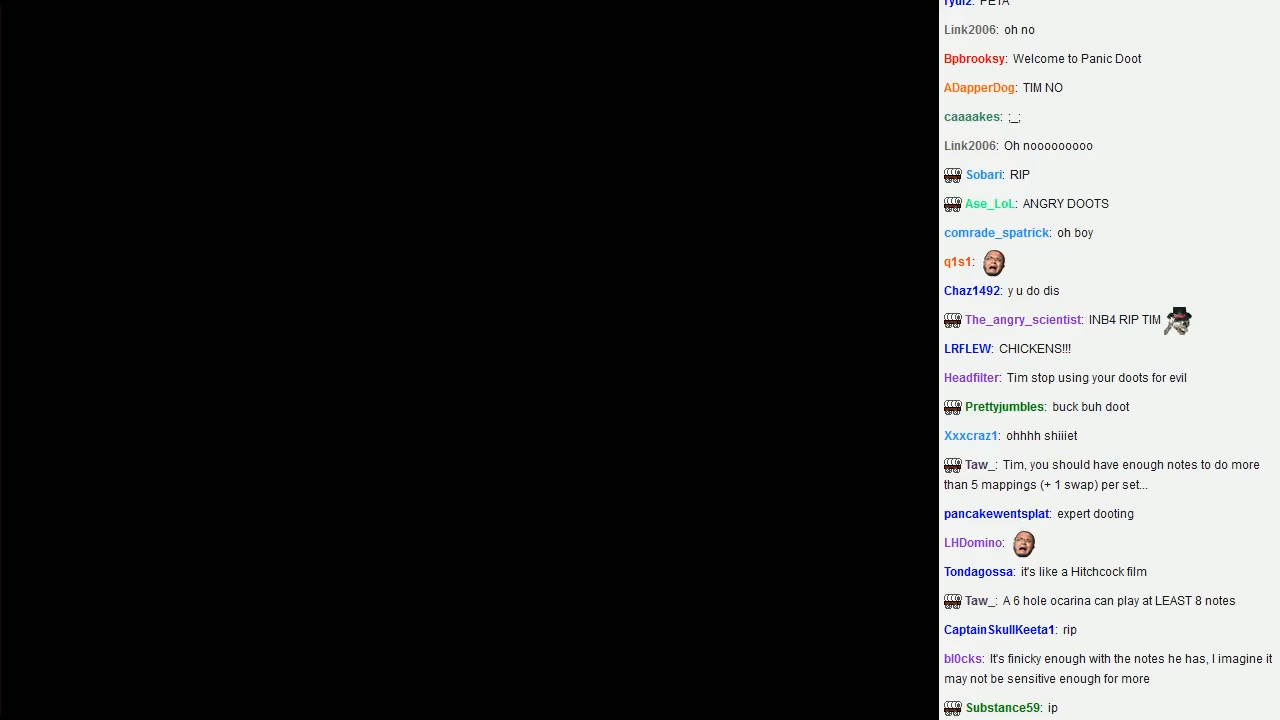 ryul2: PETA
Link2006: oh no
Bpbrooksy: Welcome to Panic Doot
ADapperDog: TIM NO
caaaakes: ;_;
Link2006: Oh nooooooooo
Sobari: RIP
Ase_LoL: ANGRY DOOTS
comrade_spatrick: oh boy
q1s1:
Chaz1492: y u do dis
The_angry_scientist: INB4 RIP TIM
LRFLEW: CHICKENS!!!
Headfilter: Tim stop using your doots for evil
Prettyjumbles: buck buh doot
Xxxcraz1: ohhhh shiiiet
Taw_: Tim, you should have enough notes to do more
than 5 mappings (+ 1 swap) per set...
pancakewentsplat: expert dooting
LHDomino:
Tondagossa: it's like a Hitchcock film
Taw_: A 6 hole ocarina can play at LEAST 8 notes
CaptainSkullKeeta1: rip
bl0cks: It's finicky enough with the notes he has, I imagine it
may not be sensitive enough for more
Substance59: ip